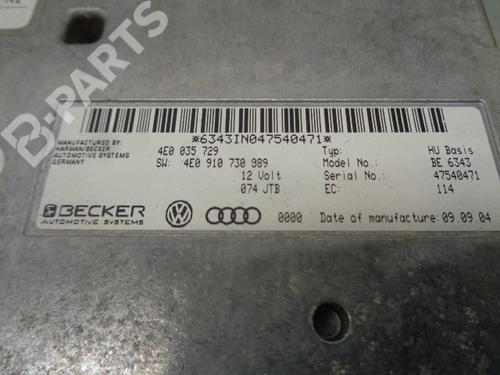 B-PARTS
*6343IN047540471*
MANUFACTURED BY:
HARMAN/BECKER
AUTOMOTIVE SYSTEMS
GERMANY
4E0 035 729
SW: 4E0 910 730 989
12 Volt
074 JTB
Typ: HU Basis
Model No.: BE 6343
Serial No.: 47540471
EC: 114
BECKER
AUTOMOTIVE SYSTEMS
0000 Date of manufacture: 09.09.04